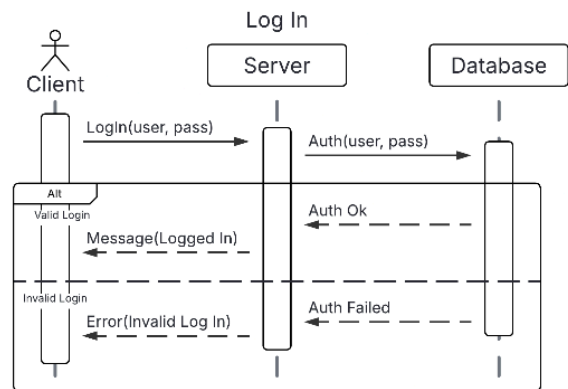 Log In
Client
Server
Database
LogIn(user, pass)
Auth(user, pass)
Alt
Valid Login
Auth Ok
Message(Logged In)
Invalid Login
Auth Failed
Error(Invalid Log In)